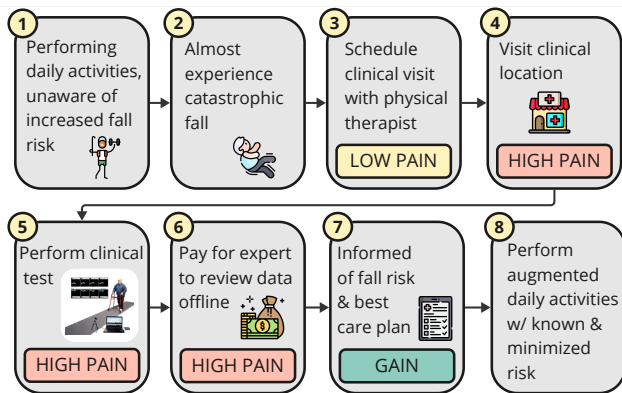 1
Performing
daily activities,
unaware of
increased fall
risk
2
Almost
experience
catastrophic
fall
3
Schedule
clinical visit
with physical
therapist
LOW PAIN
4
Visit clinical
location
HIGH PAIN
5
Perform clinical
test
HIGH PAIN
6
Pay for expert
to review data
offline
HIGH PAIN
7
Informed
of fall risk
& best
care plan
GAIN
8
Perform
augmented
daily activities
w/ known &
minimized
risk